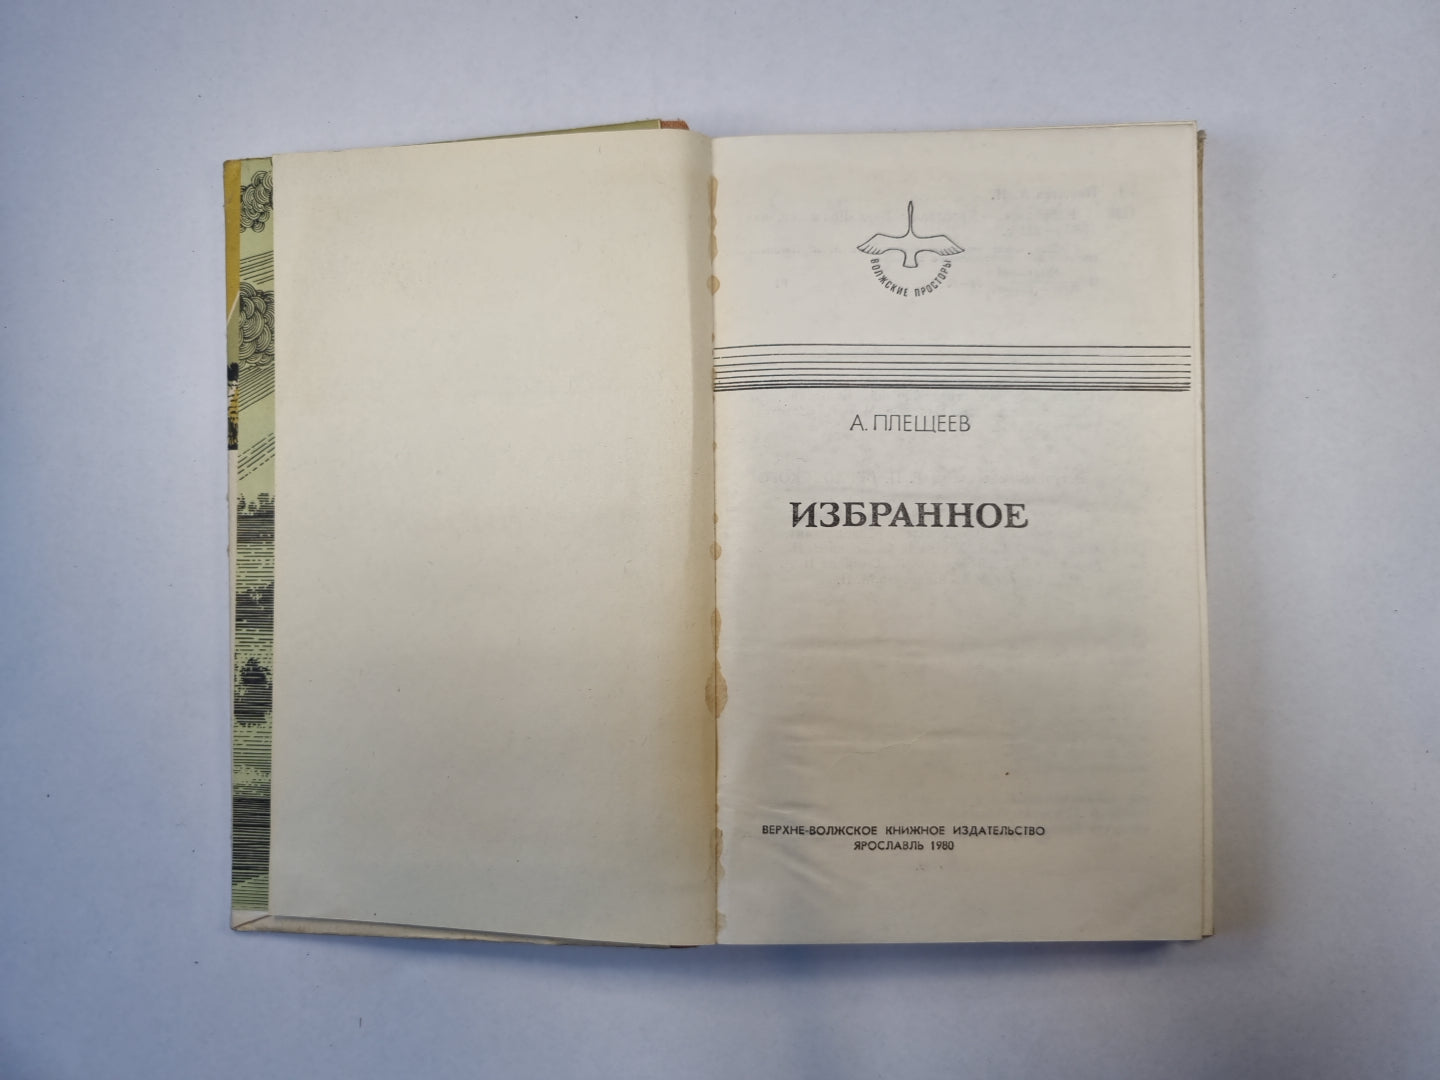 ВОЛЖСКИЕ ПРОСТОРЫ
А. ПЛЕЩЕЕВ
ИЗБРАННОЕ
ВЕРХНЕ-ВОЛЖСКОЕ КНИЖНОЕ ИЗДАТЕЛЬСТВО
ЯРОСЛАВЛЬ 1980